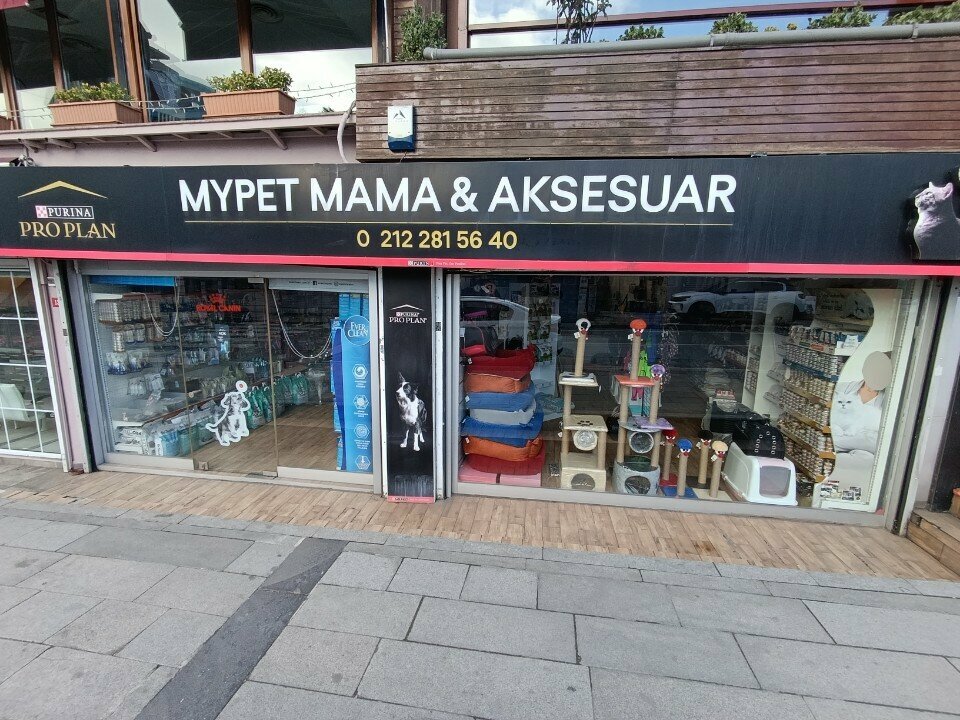 PURINA
PRO PLAN
MYPET MAMA & AKSESUAR
0 212 281 56 40
ROYAL CANIN
EVER
CLEAN
PURINA
PRO PLAN